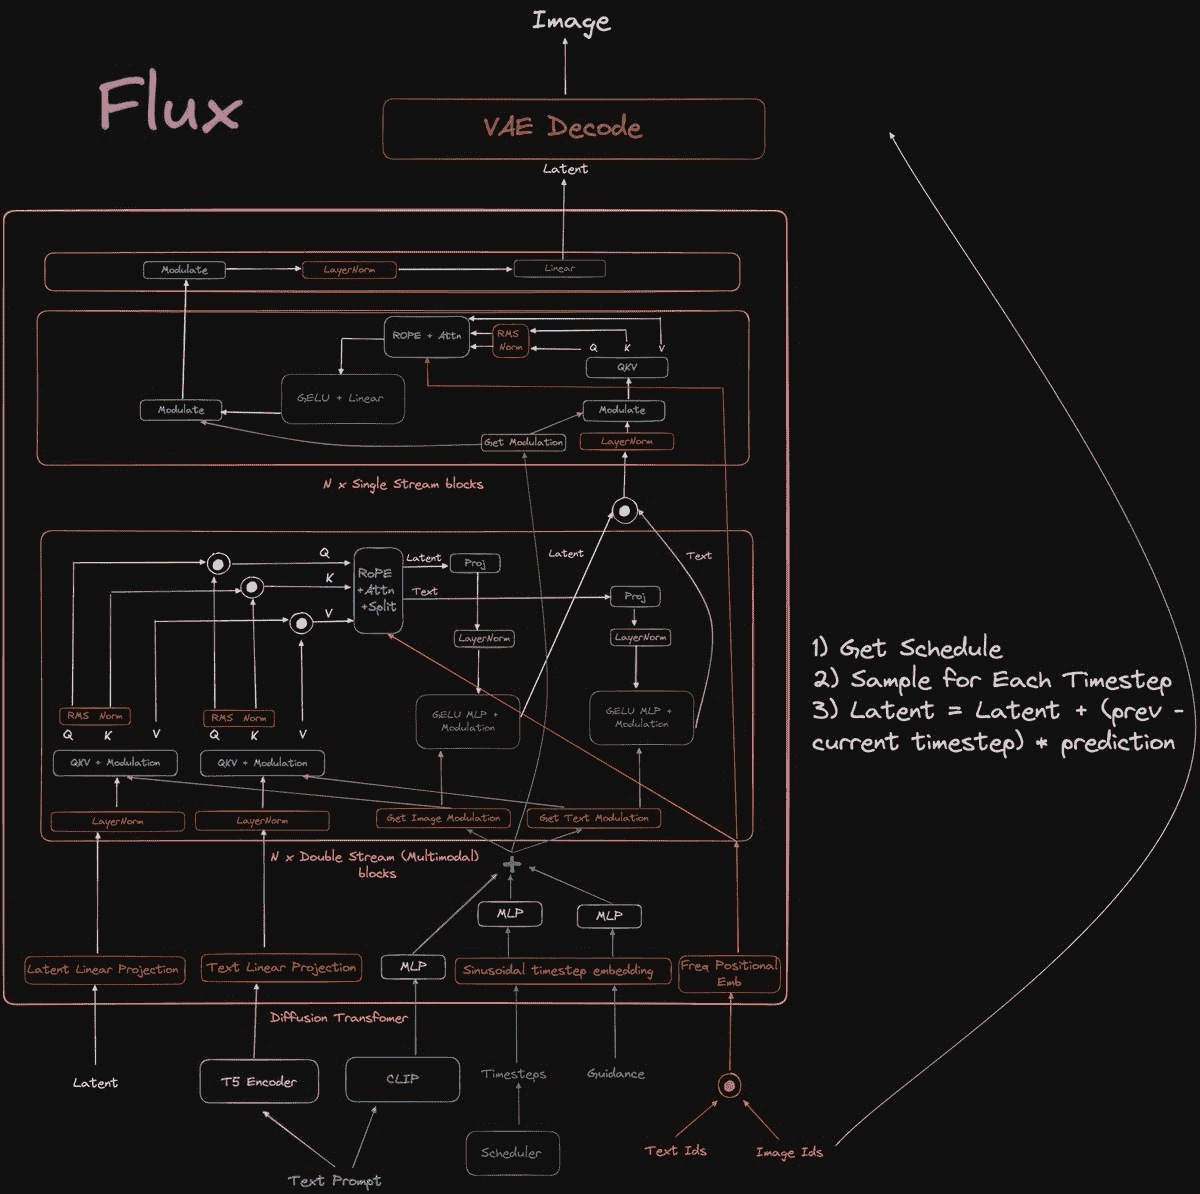 Image
Flux
VAE Decode
Latent
Modulate
LayerNorm
Linear
ROPE + Attn
RMS
Norm
Q
K
V
QKV
GELU + Linear
Modulate
Modulate
Get Modulation
LayerNorm
N x Single Stream blocks
Q
K
V
RoPE
+Attn
+Split
Latent
Proj
Text
Latent
Text
Proj
LayerNorm
LayerNorm
GELU MLP +
Modulation
GELU MLP +
Modulation
RMS Norm
RMS Norm
Q
K
V
Q
K
V
QKV + Modulation
QKV + Modulation
LayerNorm
LayerNorm
Get Image Modulation
Get Text Modulation
N x Double Stream (Multimodal)
blocks
+
MLP
MLP
Latent Linear Projection
Text Linear Projection
MLP
Sinusoidal timestep embedding
Freq Positional
Emb
Diffusion Transfomer
Latent
T5 Encoder
CLIP
Timesteps
Guidance
Scheduler
Text Prompt
Text Ids
Image Ids
1) Get Schedule
2) Sample for Each Timestep
3) Latent = Latent + (prev -
current timestep) * prediction